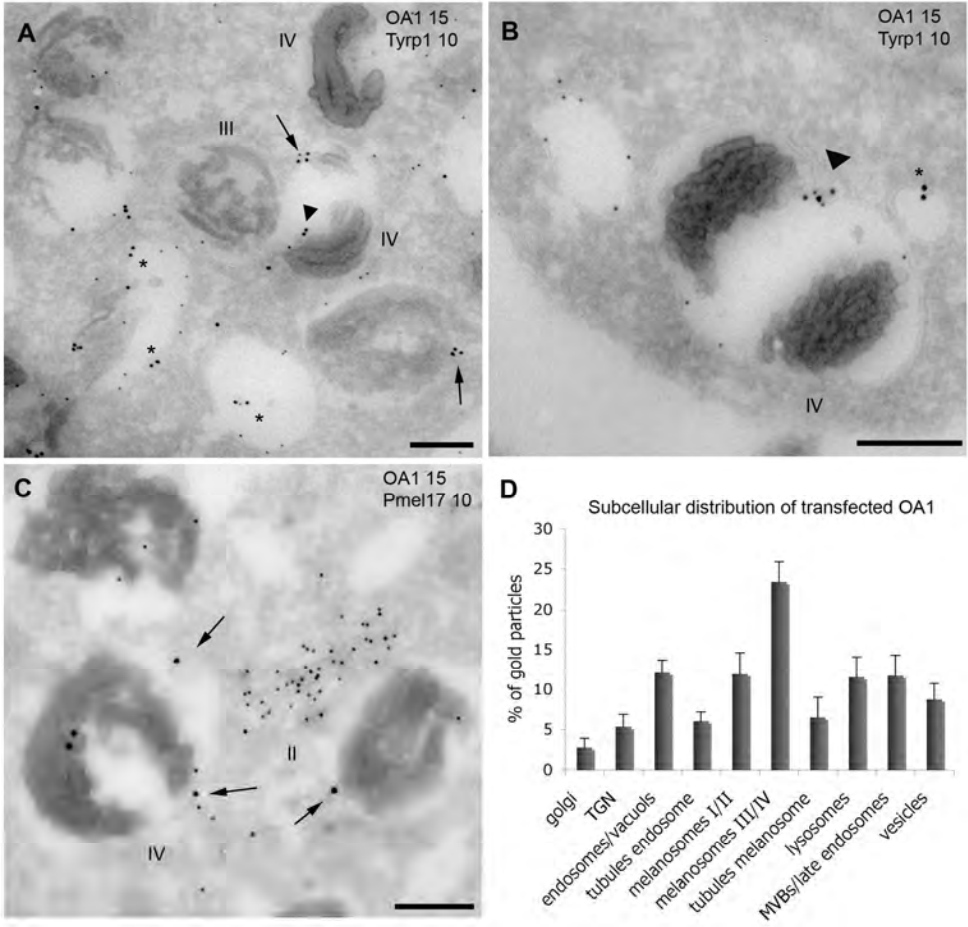 A
OA1 15
Tyrp1 10
IV
III
IV
*
*
*
B
OA1 15
Tyrp1 10
*
IV
C
OA1 15
Pmel17 10
II
IV
D
Subcellular distribution of transfected OA1
% of gold particles
30
25
20
15
10
5
0
golgi
TGN
endosomes/vacuols
tubules endosome
melanosomes I/II
melanosomes III/IV
tubules melanosome
lysosomes
MVBs/late endosomes
vesicles